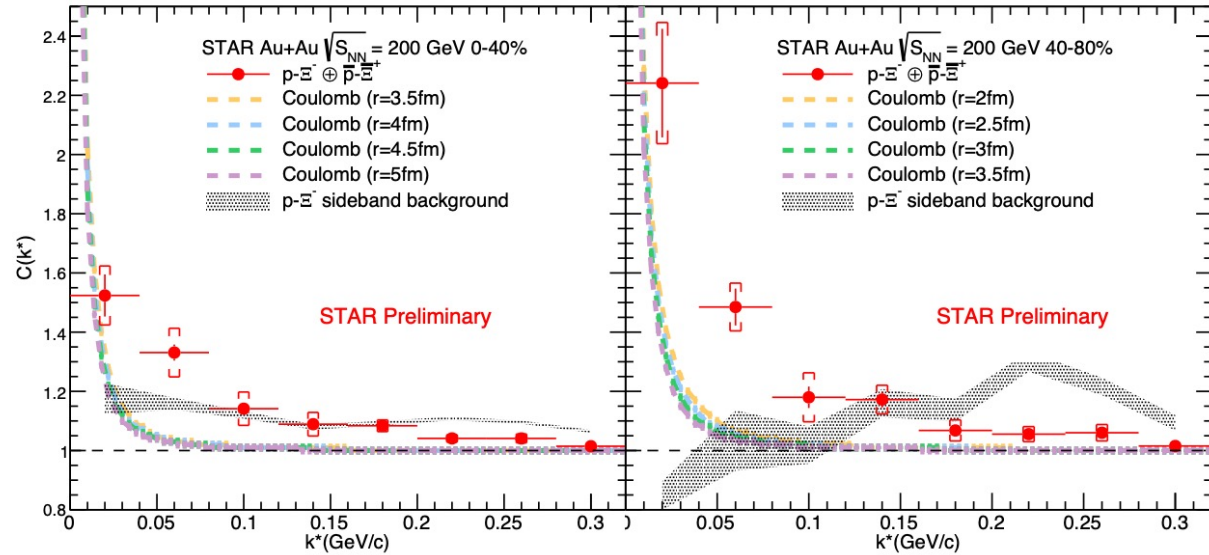 STAR Au+Au √S_NN = 200 GeV 0-40%
p-Ξ⁻ ⊕ p̅-Ξ̅⁺
Coulomb (r=3.5fm)
Coulomb (r=4fm)
Coulomb (r=4.5fm)
Coulomb (r=5fm)
p-Ξ⁻ sideband background
STAR Preliminary
C(k*)
2.4
2.2
2
1.8
1.6
1.4
1.2
1
0.8
0 0.05 0.1 0.15 0.2 0.25 0.3
k*(GeV/c)
STAR Au+Au √S_NN = 200 GeV 40-80%
p-Ξ⁻ ⊕ p̅-Ξ̅⁺
Coulomb (r=2fm)
Coulomb (r=2.5fm)
Coulomb (r=3fm)
Coulomb (r=3.5fm)
p-Ξ⁻ sideband background
STAR Preliminary
0.05 0.1 0.15 0.2 0.25 0.3
k*(GeV/c)